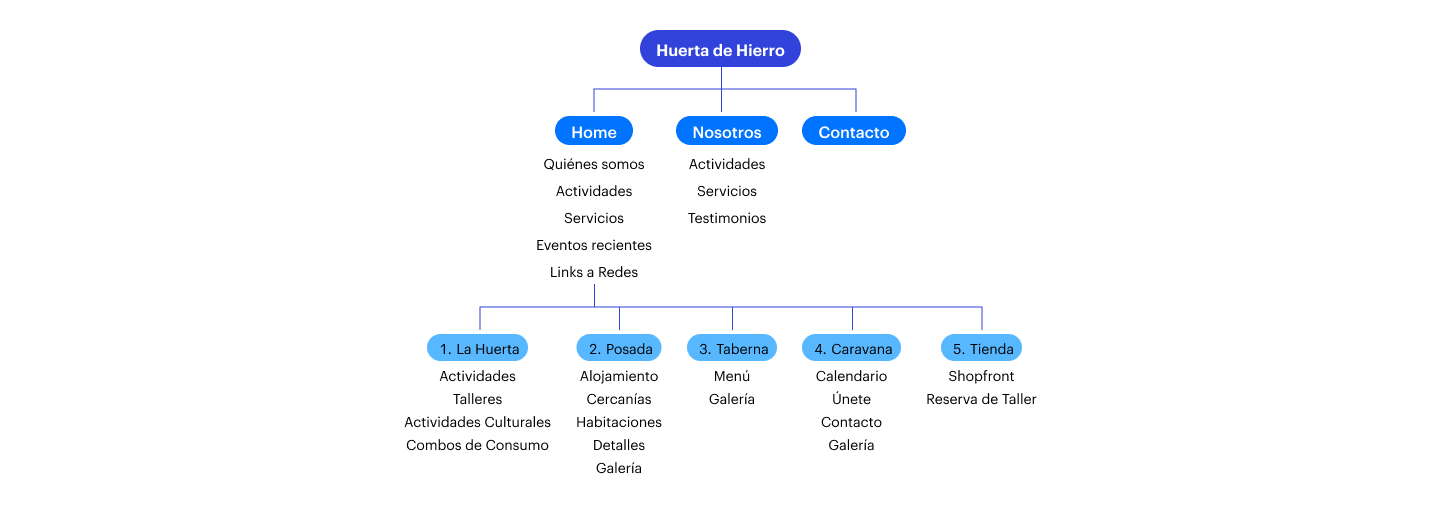 Huerta de Hierro
Home
Nosotros
Contacto
Quiénes somos
Actividades
Servicios
Eventos recientes
Links a Redes
Actividades
Servicios
Testimonios
1. La Huerta
Actividades
Talleres
Actividades Culturales
Combos de Consumo
2. Posada
Alojamiento
Cercanías
Habitaciones
Detalles
Galería
3. Taberna
Menú
Galería
4. Caravana
Calendario
Únete
Contacto
Galería
5. Tienda
Shopfront
Reserva de Taller